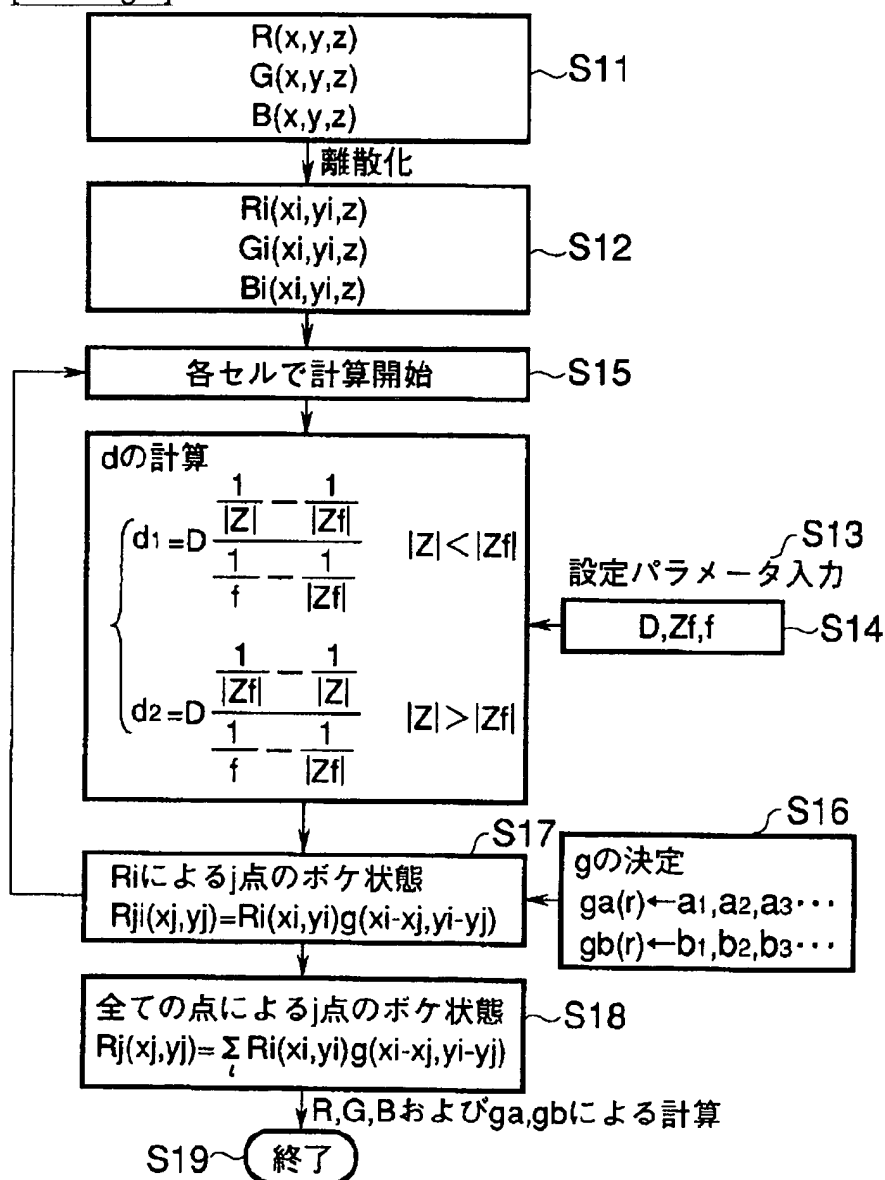 R(x,y,z)
G(x,y,z)
B(x,y,z)
S11
離散化
Ri(xi,yi,z)
Gi(xi,yi,z)
Bi(xi,yi,z)
S12
各セルで計算開始
S15
dの計算
d1=D (1/|Z| − 1/|Zf|)/(1/f − 1/|Zf|) |Z|<|Zf|
d2=D (1/|Zf| − 1/|Z|)/(1/f − 1/|Zf|) |Z|>|Zf|
S13
設定パラメータ入力
D,Zf,f
S14
S17
Riによるj点のボケ状態
Rji(xj,yj)=Ri(xi,yi)g(xi-xj,yi-yj)
S16
gの決定
ga(r)←a1,a2,a3···
gb(r)←b1,b2,b3···
全ての点によるj点のボケ状態
Rj(xj,yj)=Σi Ri(xi,yi)g(xi-xj,yi-yj)
S18
R,G,Bおよびga,gbによる計算
S19
終了